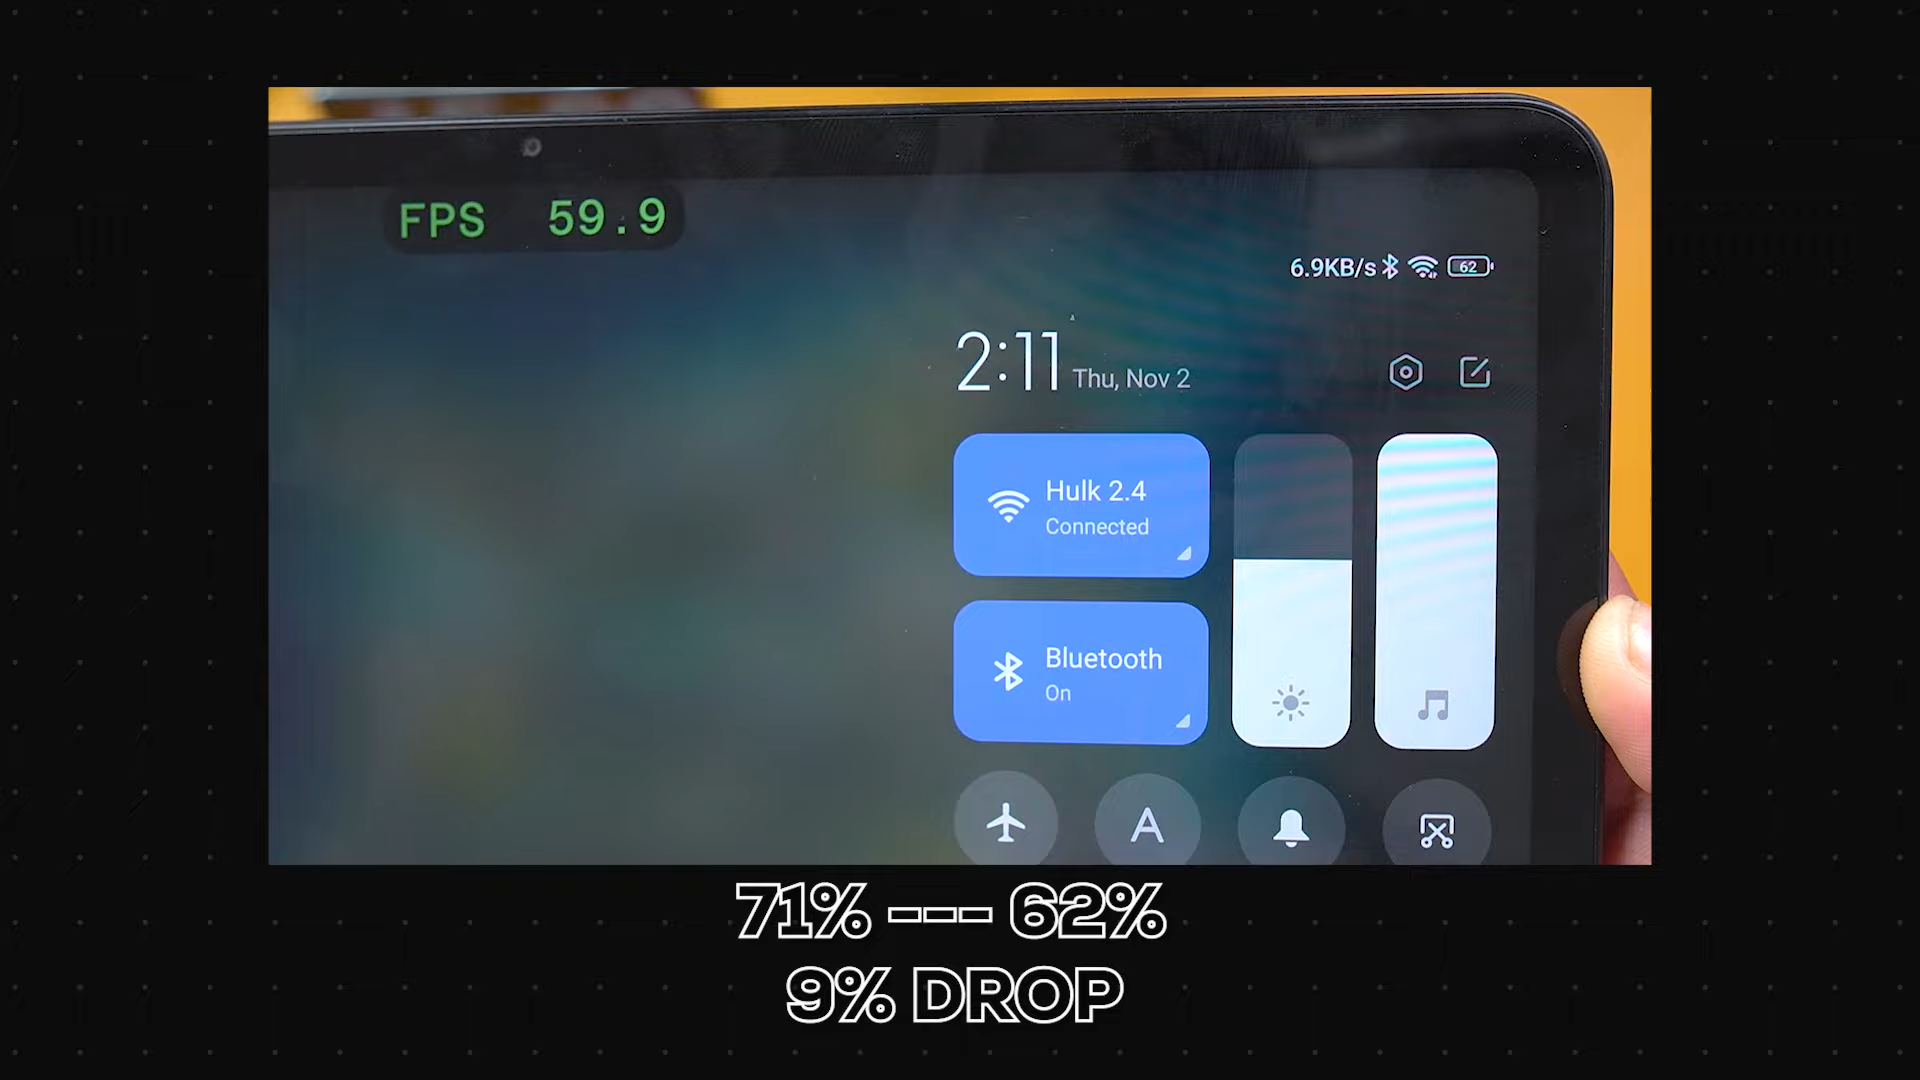 FPS 59.9
6.9KB/s 62
2:11 Thu, Nov 2
Hulk 2.4
Connected
Bluetooth
On
A
71% --- 62%
9% DROP